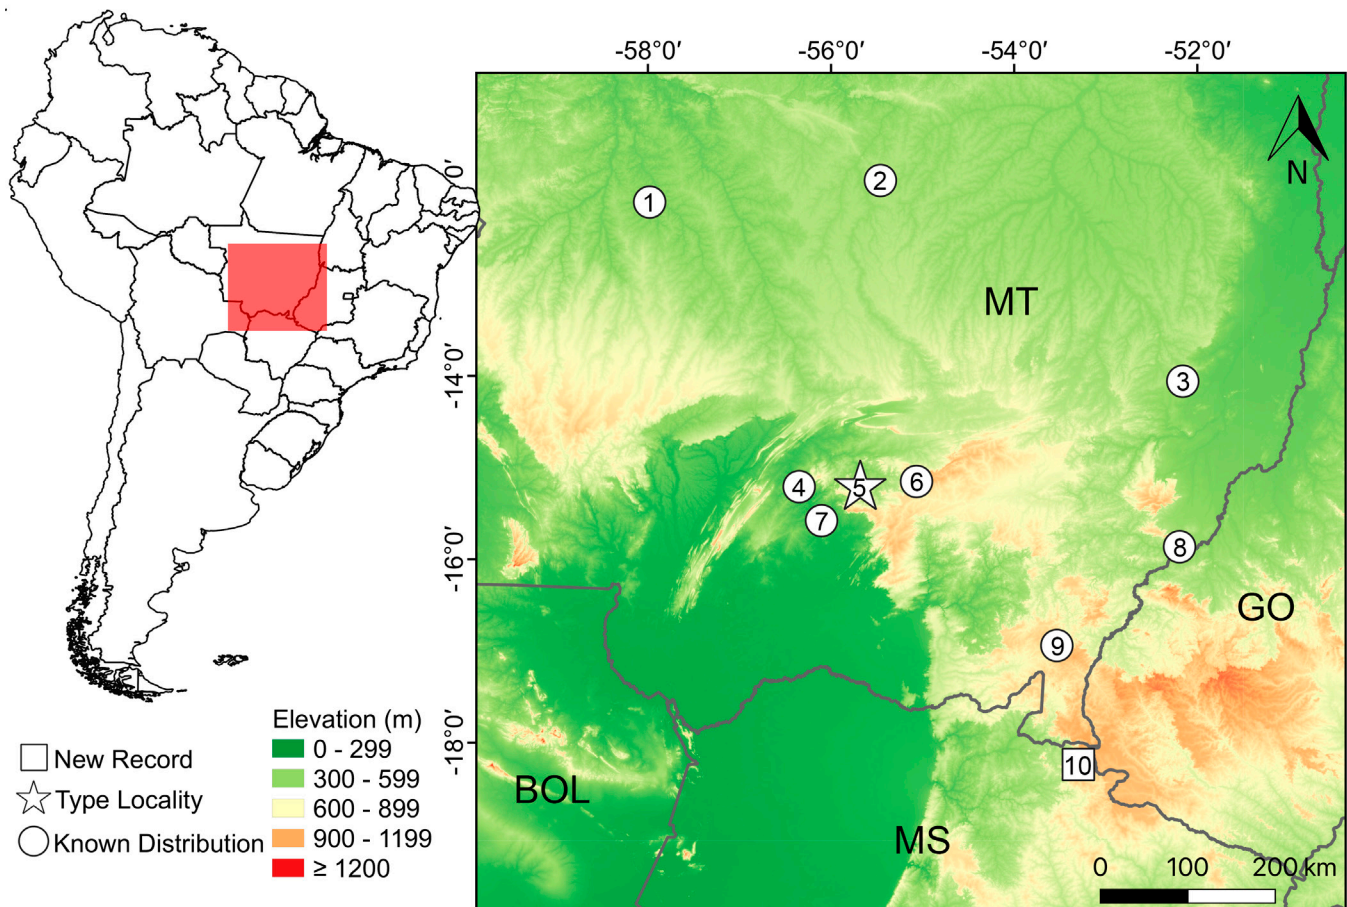 -58°0′ -56°0′ -54°0′ -52°0′
N
0′
2
1
MT
-14°0′
3
6
4
5
7
8
-16°0′
GO
9
-18°0′
10
BOL
MS
0 100 200 km
Elevation (m)
0 - 299
300 - 599
600 - 899
900 - 1199
≥ 1200
New Record
Type Locality
Known Distribution